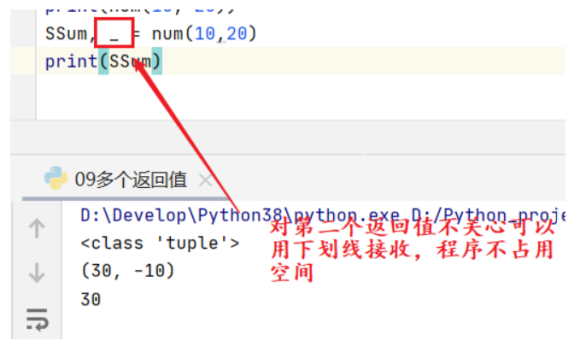 print(num(10, 20))
SSum, _ = num(10,20)
print(SSum)
09多个返回值
D:\Develop\Python38\python.exe D:/Python_proje
<class 'tuple'>
(30, -10)
30
对第二个返回值不关心可以
用下划线接收，程序不占用
空间